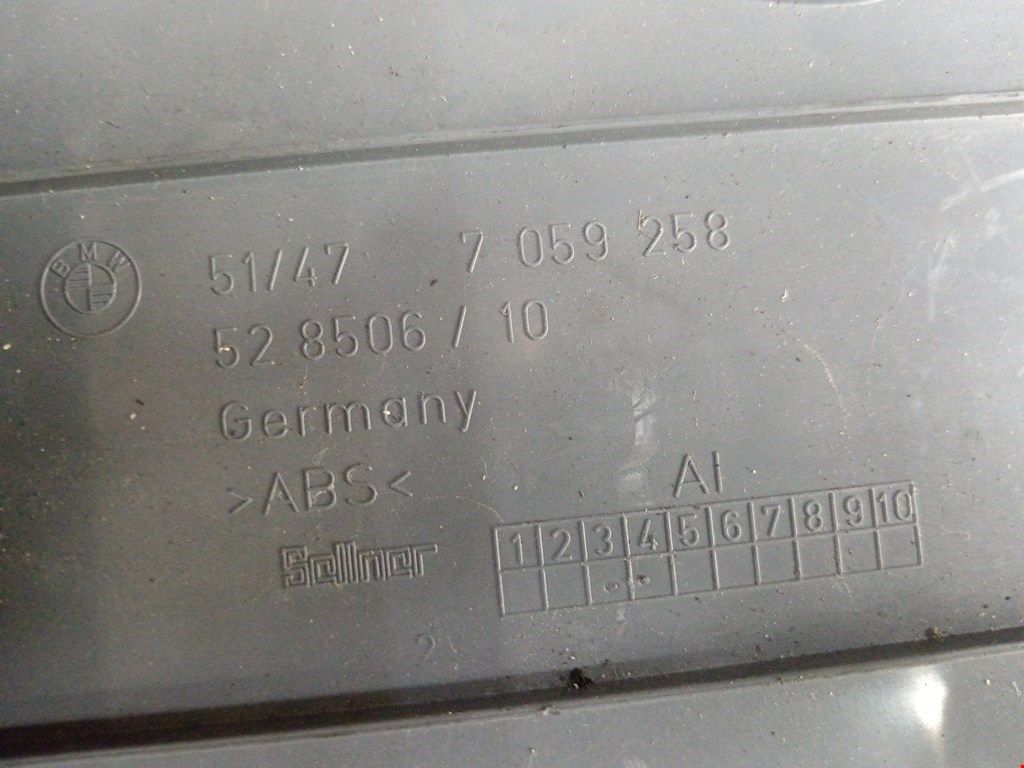 BMW
51/47 7 059 258
52 8506 / 10
Germany
>ABS<
AI
1 2 3 4 5 6 7 8 9 10
Sellner